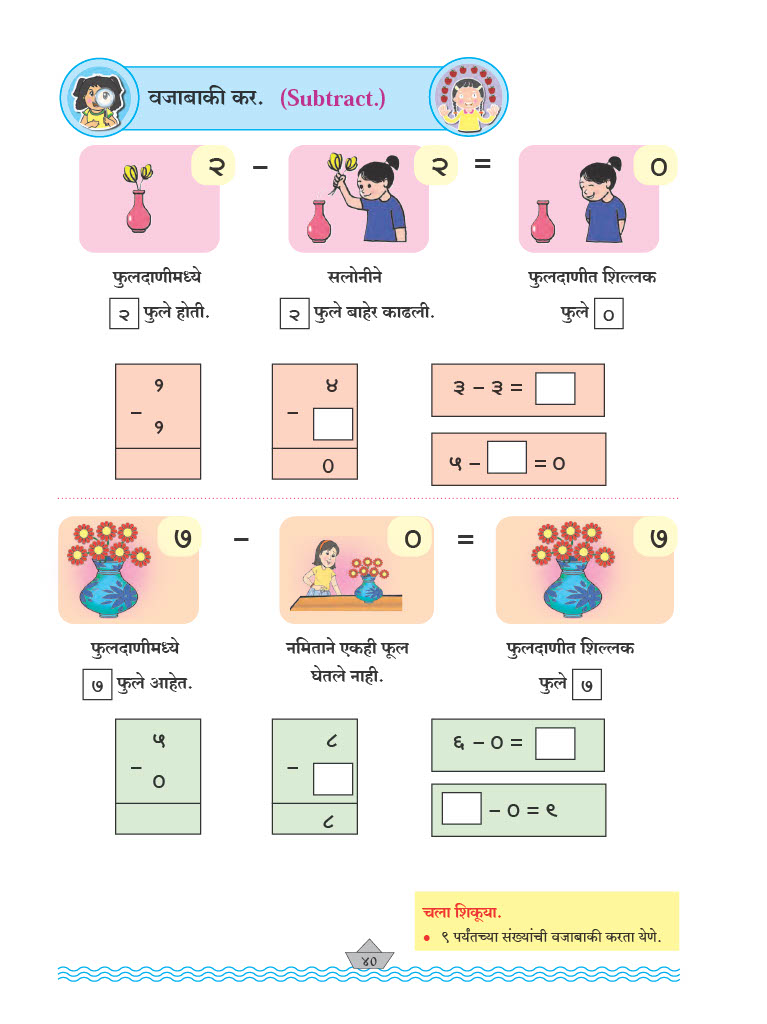 वजाबाकी कर. (Subtract.)
२ – २ = ०
फुलदाणीमध्ये
२ फुले होती.
सलोनीने
२ फुले बाहेर काढली.
फुलदाणीत शिल्लक
फुले ०
१
–
१
४
–
०
३ – ३ =
५ – = ०
७ – ० = ७
फुलदाणीमध्ये
७ फुले आहेत.
नमिताने एकही फूल
घेतले नाही.
फुलदाणीत शिल्लक
फुले ७
५
–
०
८
–
८
६ – ० =
– ० = ९
चला शिकूया.
• ९ पर्यंतच्या संख्यांची वजाबाकी करता येणे.
४०